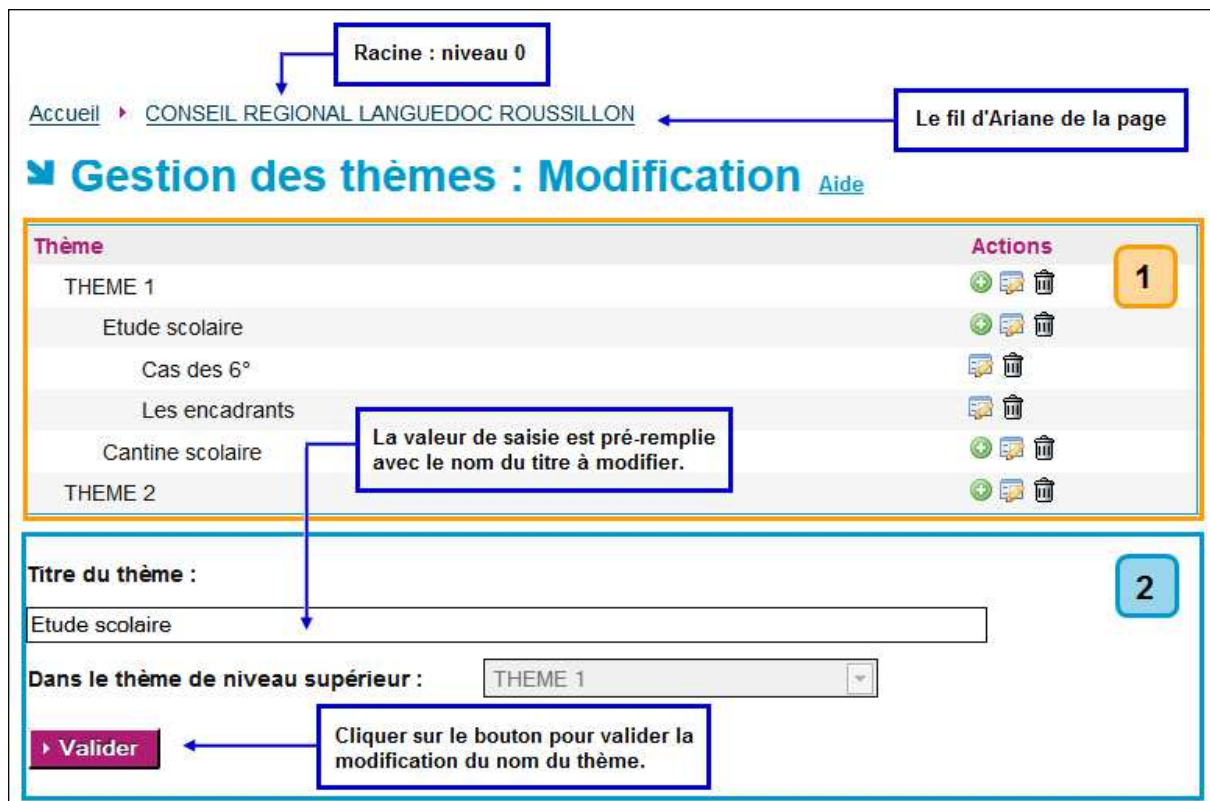 Racine : niveau 0
Accueil CONSEIL REGIONAL LANGUEDOC ROUSSILLON
Le fil d'Ariane de la page
Gestion des thèmes : Modification Aide
Thème Actions
1
THEME 1
Etude scolaire
Cas des 6°
Les encadrants
La valeur de saisie est pré-remplie
avec le nom du titre à modifier.
Cantine scolaire
THEME 2
2
Titre du thème :
Etude scolaire
Dans le thème de niveau supérieur : THEME 1
Valider
Cliquer sur le bouton pour valider la
modification du nom du thème.